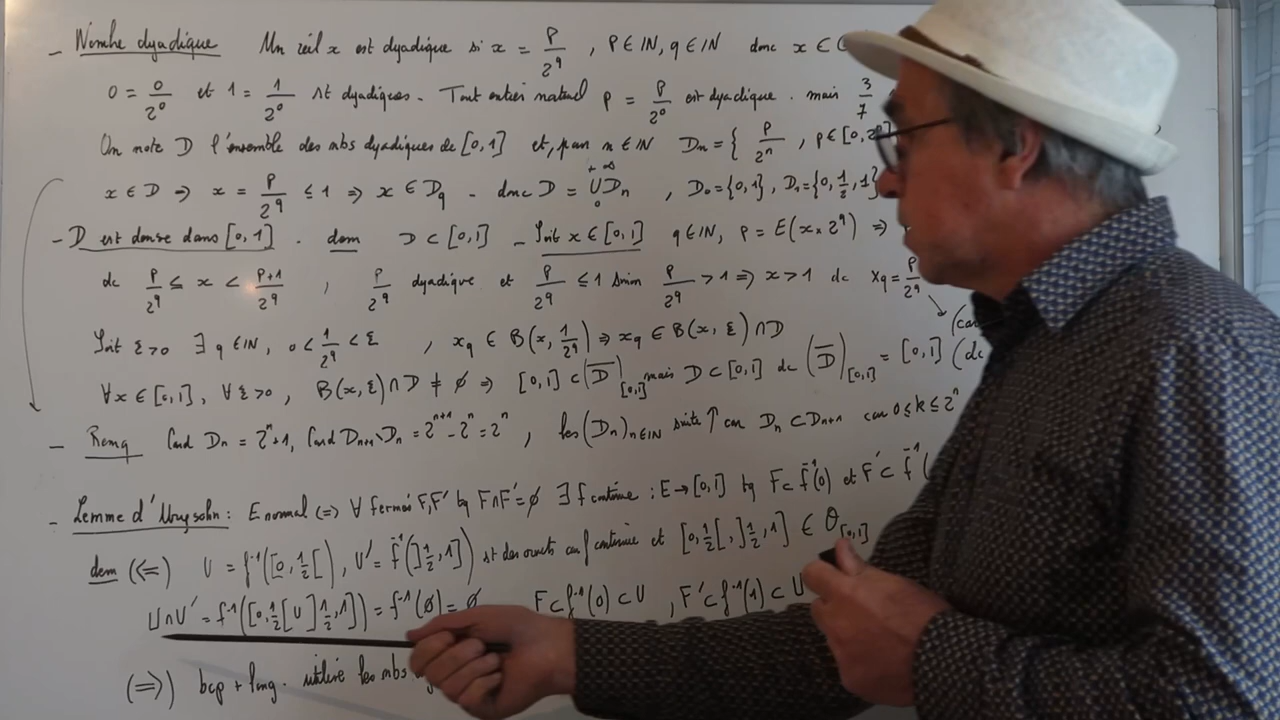 - Nombre dyadique   Un réel x est dyadique si x = p/2^q , p ∈ IN, q ∈ IN donc x ∈
0 = 0/2^0 et 1 = 1/2^0 st dyadiques. Tout entier naturel p = p/2^0 est dyadique. mais 3/7
On note D l'ensemble des nbs dyadiques de [0,1] et, pour n ∈ IN Dn = { p/2^n , p ∈ [0, 2
x ∈ D ⇒ x = p/2^q ≤ 1 ⇒ x ∈ Dq - donc D = ∪_0^{+∞} Dn , D0 = {0,1}, D1 = {0, 1/2, 1}
- D est dense dans [0,1] . dem D ⊂ [0,1] - Soit x ∈ [0,1] q ∈ IN, p = E(x × 2^q) ⇒
dc p/2^q ≤ x < p+1/2^q , p/2^q dyadique et p/2^q ≤ 1 sinon p/2^q > 1 ⇒ x > 1 dc xq = p/2^q
Soit ε > 0 ∃ q ∈ IN, 0 < 1/2^q < ε , xq ∈ B(x, 1/2^q) ⇒ xq ∈ B(x, ε) ∩ D (car
∀x ∈ [0,1], ∀ε > 0, B(x, ε) ∩ D ≠ ∅ ⇒ [0,1] ⊂ (D̅)_[0,1] mais D ⊂ [0,1] dc (D̅)_[0,1] = [0,1] (dc
- Remq Card Dn = 2^n + 1, Card Dn+1 \ Dn = 2^{n+1} - 2^n = 2^n , les (Dn)n∈IN suite ↑ car Dn ⊂ Dn+1 car 0 ≤ k ≤ 2^n
- Lemme d'Urysohn : E normal ⇔ ∀ fermés F, F' tq F ∩ F' = ∅ ∃ f continue : E → [0,1] tq F ⊂ f^{-1}(0) et F' ⊂ f^{-1}(
dem (⇐) U = f^{-1}([0, 1/2[) , U' = f^{-1}(]1/2, 1]) st des ouverts car f continue et [0, 1/2[, ]1/2, 1] ∈ O_[0,1]
U ∩ U' = f^{-1}([0, 1/2[ ∪ ]1/2, 1]) = f^{-1}(∅) = ∅ F ⊂ f^{-1}(0) ⊂ U , F' ⊂ f^{-1}(1) ⊂ U
(⇒) bcp + long. utilise les nbs